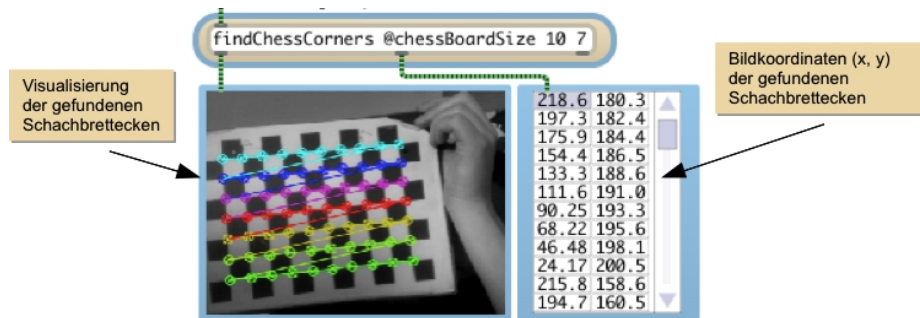 findChessCorners @chessBoardSize 10 7
Visualisierung
der gefundenen
Schachbrettecken
Bildkoordinaten (x, y)
der gefundenen
Schachbrettecken
218.6 180.3
197.3 182.4
175.9 184.4
154.4 186.5
133.3 188.6
111.6 191.0
90.25 193.3
68.22 195.6
46.48 198.1
24.17 200.5
215.8 158.6
194.7 160.5